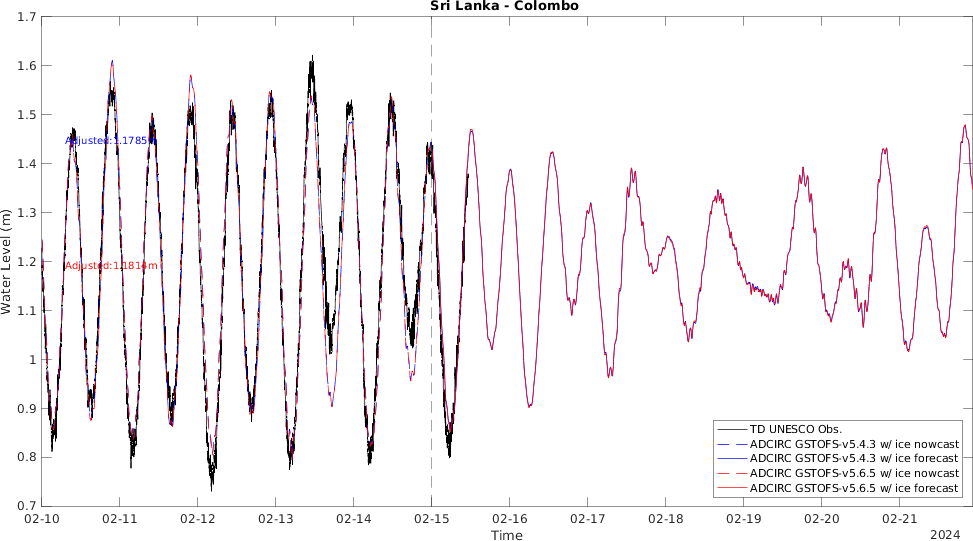 Sri Lanka - Colombo
Water Level (m)
1.7
1.6
1.5
1.4
1.3
1.2
1.1
1
0.9
0.8
0.7
Adjusted:1.1785m
Adjusted:1.1814m
TD UNESCO Obs.
ADCIRC GSTOFS-v5.4.3 w/ ice nowcast
ADCIRC GSTOFS-v5.4.3 w/ ice forecast
ADCIRC GSTOFS-v5.6.5 w/ ice nowcast
ADCIRC GSTOFS-v5.6.5 w/ ice forecast
02-10 02-11 02-12 02-13 02-14 02-15 02-16 02-17 02-18 02-19 02-20 02-21
Time
2024